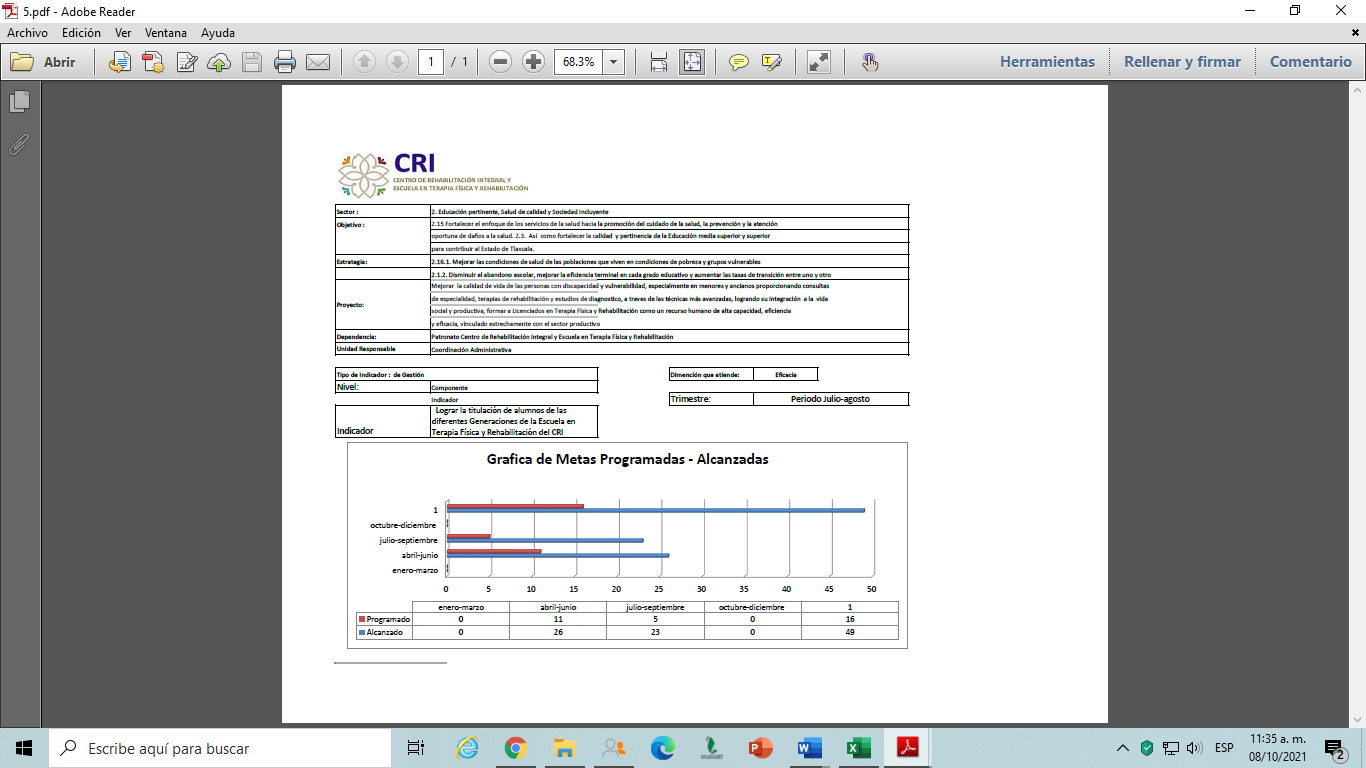 5.pdf - Adobe Reader
Archivo Edición Ver Ventana Ayuda
Abrir 1 / 1 68.3% Herramientas Rellenar y firmar Comentario
CRI
CENTRO DE REHABILITACIÓN INTEGRAL Y
ESCUELA EN TERAPIA FÍSICA Y REHABILITACIÓN
Sector : 2. Educación pertinente, Salud de calidad y Sociedad Incluyente
Objetivo : 2.15 Fortalecer el enfoque de los servicios de la salud hacia la promoción del cuidado de la salud, la prevención y la atención
oportuna de daños a la salud. 2.3. Así como fortalecer la calidad y pertinencia de la Educación media superior y superior
para contribuir al Estado de Tlaxcala.
Estrategia: 2.16.1. Mejorar las condiciones de salud de las poblaciones que viven en condiciones de pobreza y grupos vulnerables
2.1.2. Disminuir el abandono escolar, mejorar la eficiencia terminal en cada grado educativo y aumentar las tasas de transición entre uno y otro
Proyecto: Mejorar la calidad de vida de las personas con discapacidad y vulnerabilidad, especialmente en menores y ancianos proporcionando consultas
de especialidad, terapias de rehabilitación y estudios de diagnostico, a traves de las técnicas más avanzadas, logrando su integración a la vida
social y productiva, formar a Licenciados en Terapia Física y Rehabilitación como un recurso humano de alta capacidad, eficiencia
y eficacia, vinculado estrechamente con el sector productivo
Dependencia: Patronato Centro de Rehabilitación Integral y Escuela en Terapia Física y Rehabilitación
Unidad Responsable Coordinación Administrativa
Tipo de Indicador : de Gestión Dimención que atiende: Eficacia
Nivel: Componente
Indicador Trimestre: Periodo Julio-agosto
Indicador Lograr la titulación de alumnos de las
diferentes Generaciones de la Escuela en
Terapia Física y Rehabilitación del CRI
Grafica de Metas Programadas - Alcanzadas
1
octubre-diciembre
julio-septiembre
abril-junio
enero-marzo
0 5 10 15 20 25 30 35 40 45 50
enero-marzo abril-junio julio-septiembre octubre-diciembre 1
Programado 0 11 5 0 16
Alcanzado 0 26 23 0 49
Escribe aquí para buscar ESP 11:35 a. m.
08/10/2021 2